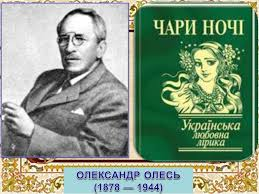 ЧАРИ НОЧІ
Українська
любовна
лірика
ОЛЕКСАНДР ОЛЕСЬ
(1878 — 1944)